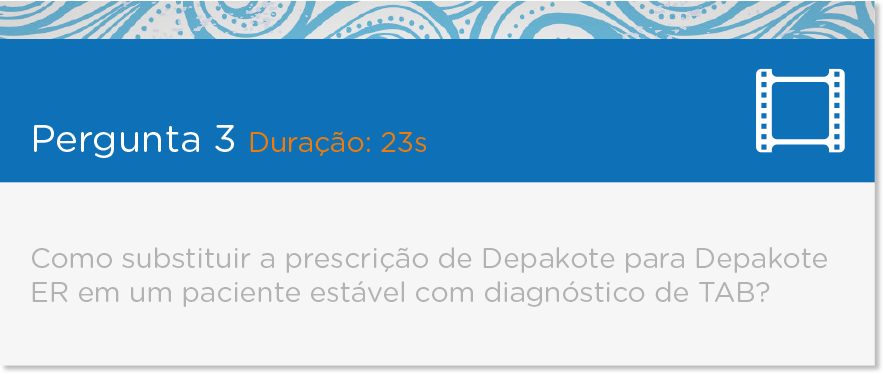 Pergunta 3 Duração: 23s
Como substituir a prescrição de Depakote para Depakote
ER em um paciente estável com diagnóstico de TAB?